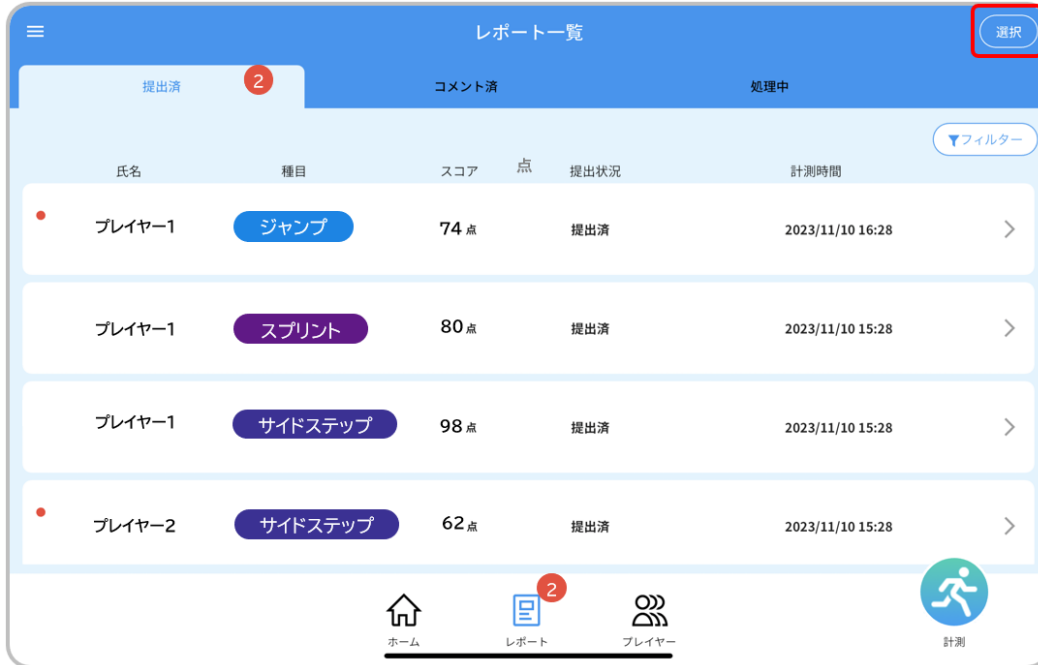 レポート一覧 選択
提出済 2 コメント済 処理中
フィルター
氏名 種目 スコア 点 提出状況 計測時間
プレイヤー1 ジャンプ 74点 提出済 2023/11/10 16:28
プレイヤー1 スプリント 80点 提出済 2023/11/10 15:28
プレイヤー1 サイドステップ 98点 提出済 2023/11/10 15:28
プレイヤー2 サイドステップ 62点 提出済 2023/11/10 15:28
2
ホーム レポート プレイヤー 計測